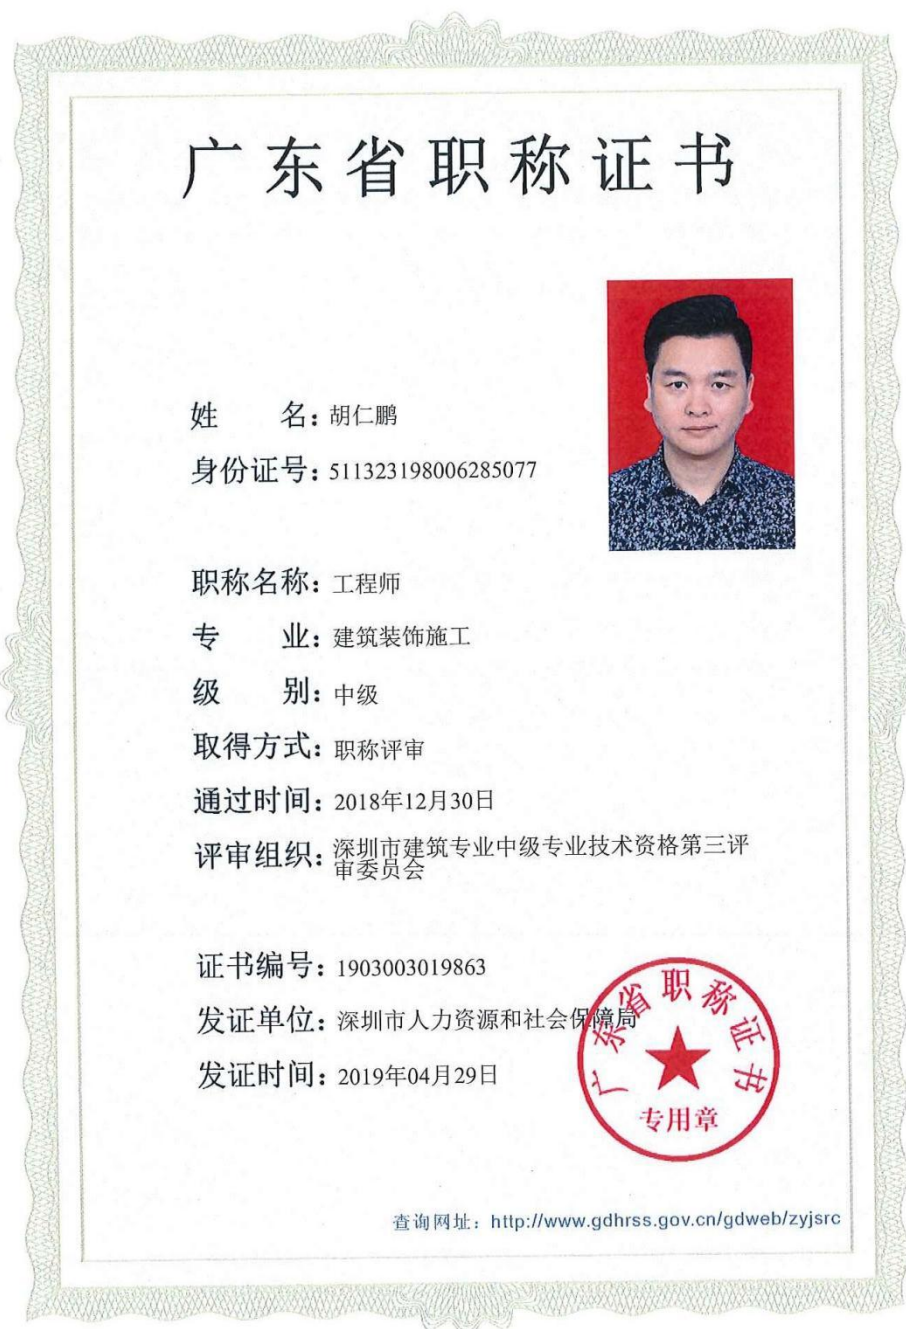 广东省职称证书
姓 名：胡仁鹏
身份证号：511323198006285077
职称名称：工程师
专 业：建筑装饰施工
级 别：中级
取得方式：职称评审
通过时间：2018年12月30日
评审组织：深圳市建筑专业中级专业技术资格第三评
审委员会
证书编号：1903003019863
发证单位：深圳市人力资源和社会保障局
发证时间：2019年04月29日
广东省职称证书
专用章
查询网址：http://www.gdhrss.gov.cn/gdweb/zyjsrc